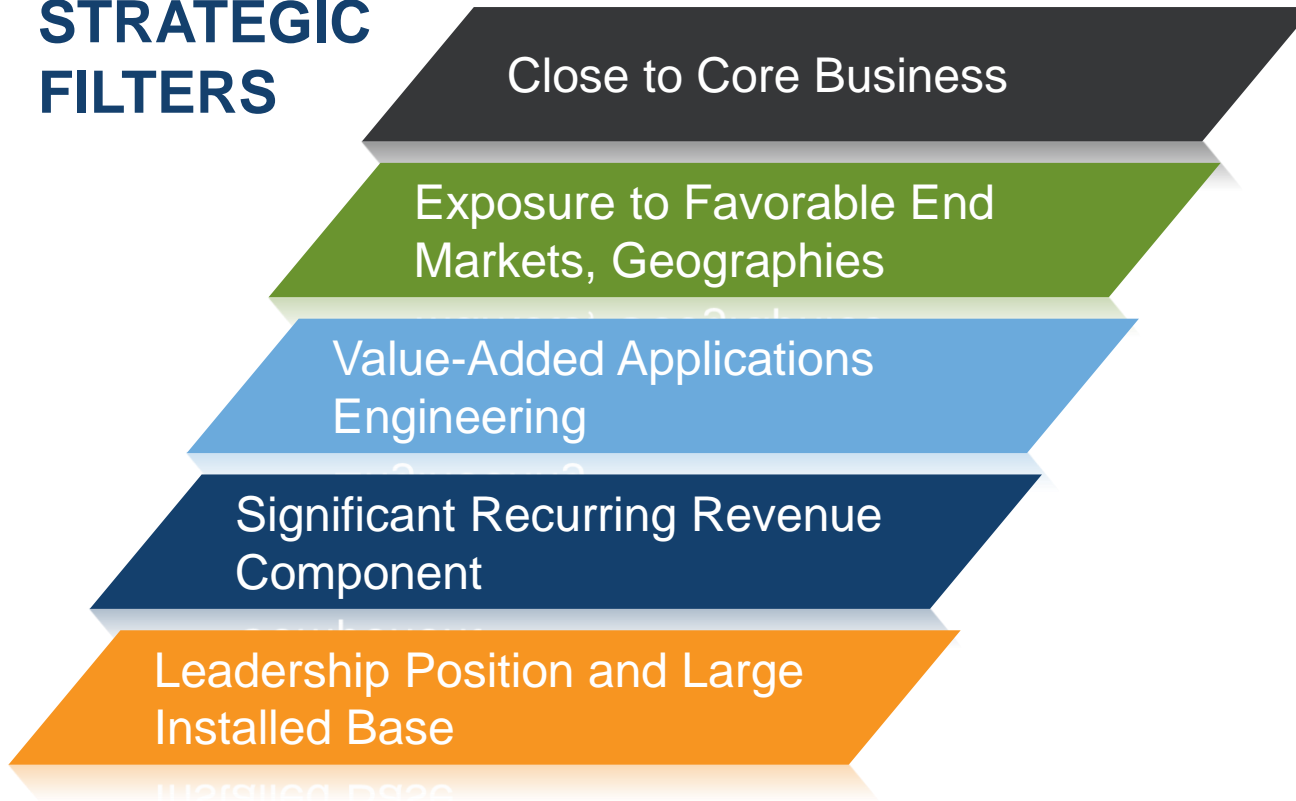 STRATEGIC
FILTERS
Close to Core Business
Exposure to Favorable End
Markets, Geographies
Value-Added Applications
Engineering
Significant Recurring Revenue
Component
Leadership Position and Large
Installed Base